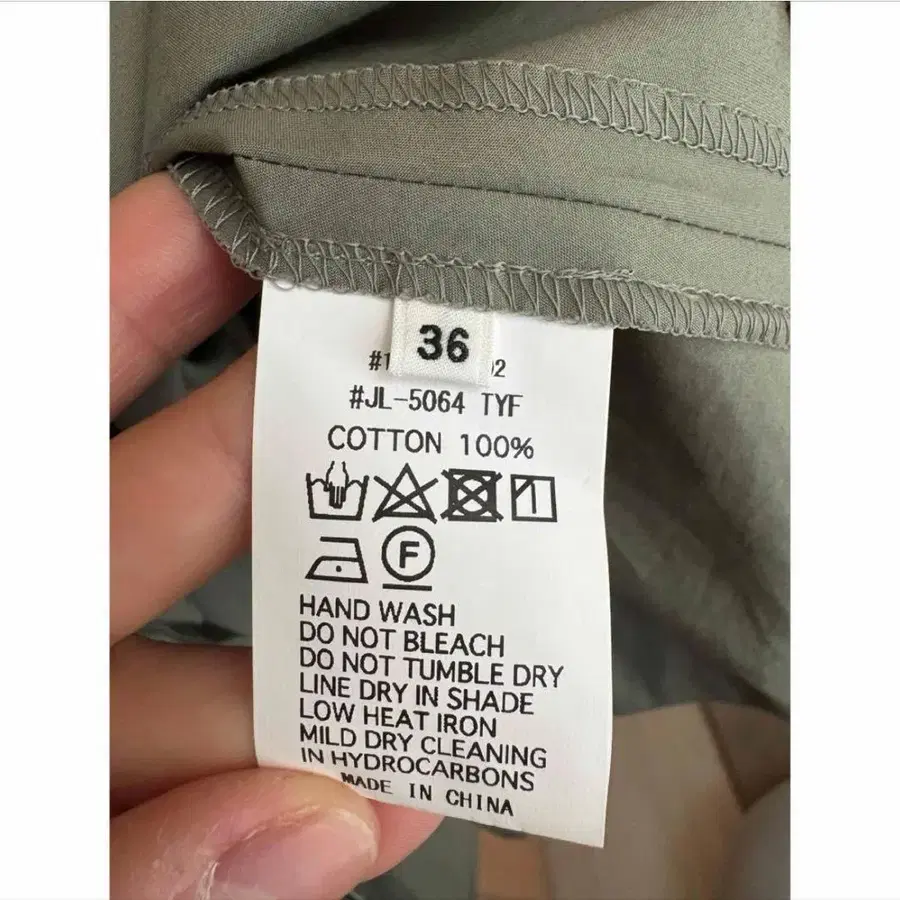 36
#JL-5064 TYF
COTTON 100%
F
HAND WASH
DO NOT BLEACH
DO NOT TUMBLE DRY
LINE DRY IN SHADE
LOW HEAT IRON
MILD DRY CLEANING
IN HYDROCARBONS
MADE IN CHINA